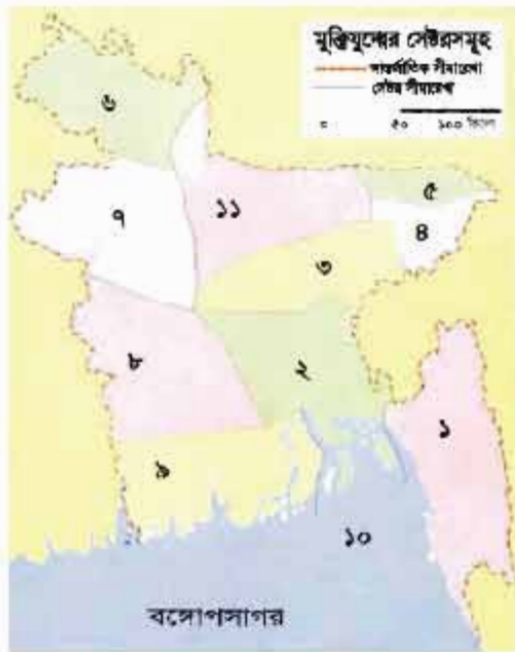 মুক্তিযুদ্ধের সেক্টরসমূহ
আন্তর্জাতিক সীমারেখা
সেক্টর সীমারেখা
০ ৫০ ১০০ কিঃমিঃ
৬
৫
৭
১১
৪
৩
৮
২
১
৯
১০
বঙ্গোপসাগর